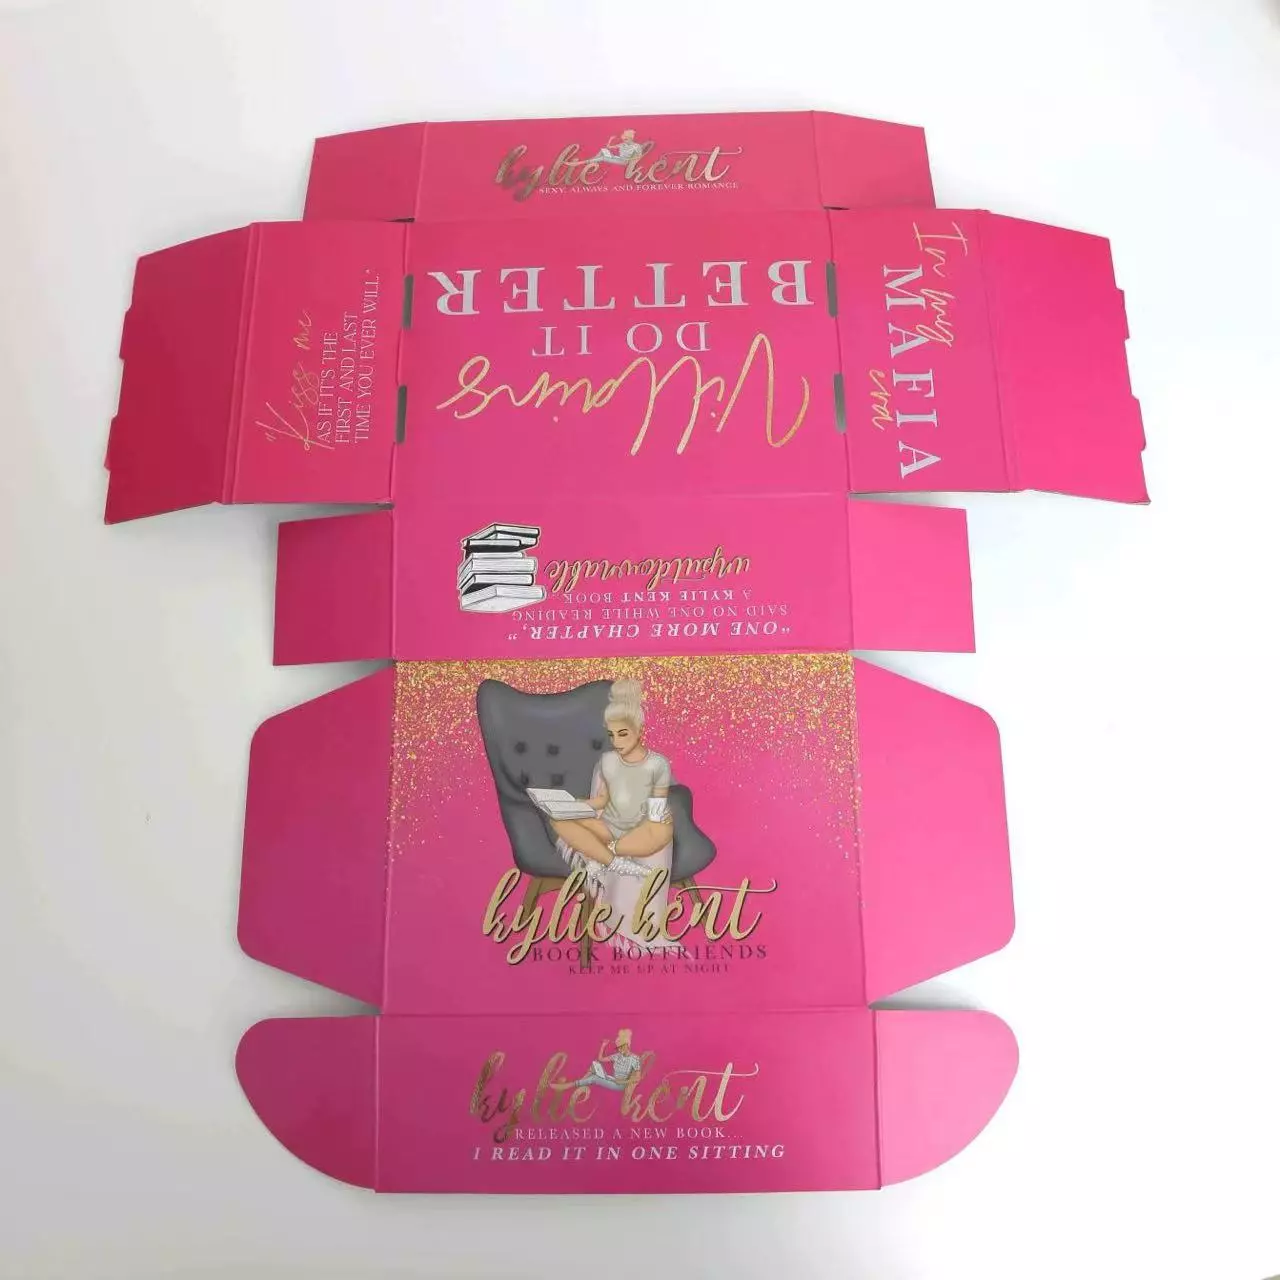 kylie kent
SEXY, ALWAYS AND FOREVER ROMANCE
Villains
DO IT
BETTER
"Kiss me
AS IF IT'S THE
FIRST AND LAST
TIME YOU EVER WILL."
In my
MAFIA
era
"ONE MORE CHAPTER,"
SAID NO ONE WHILE READING
A KYLIE KENT BOOK...
unputdownable
kylie kent
BOOK BOYFRIENDS
KEEP ME UP AT NIGHT
kylie kent
RELEASED A NEW BOOK...
I READ IT IN ONE SITTING